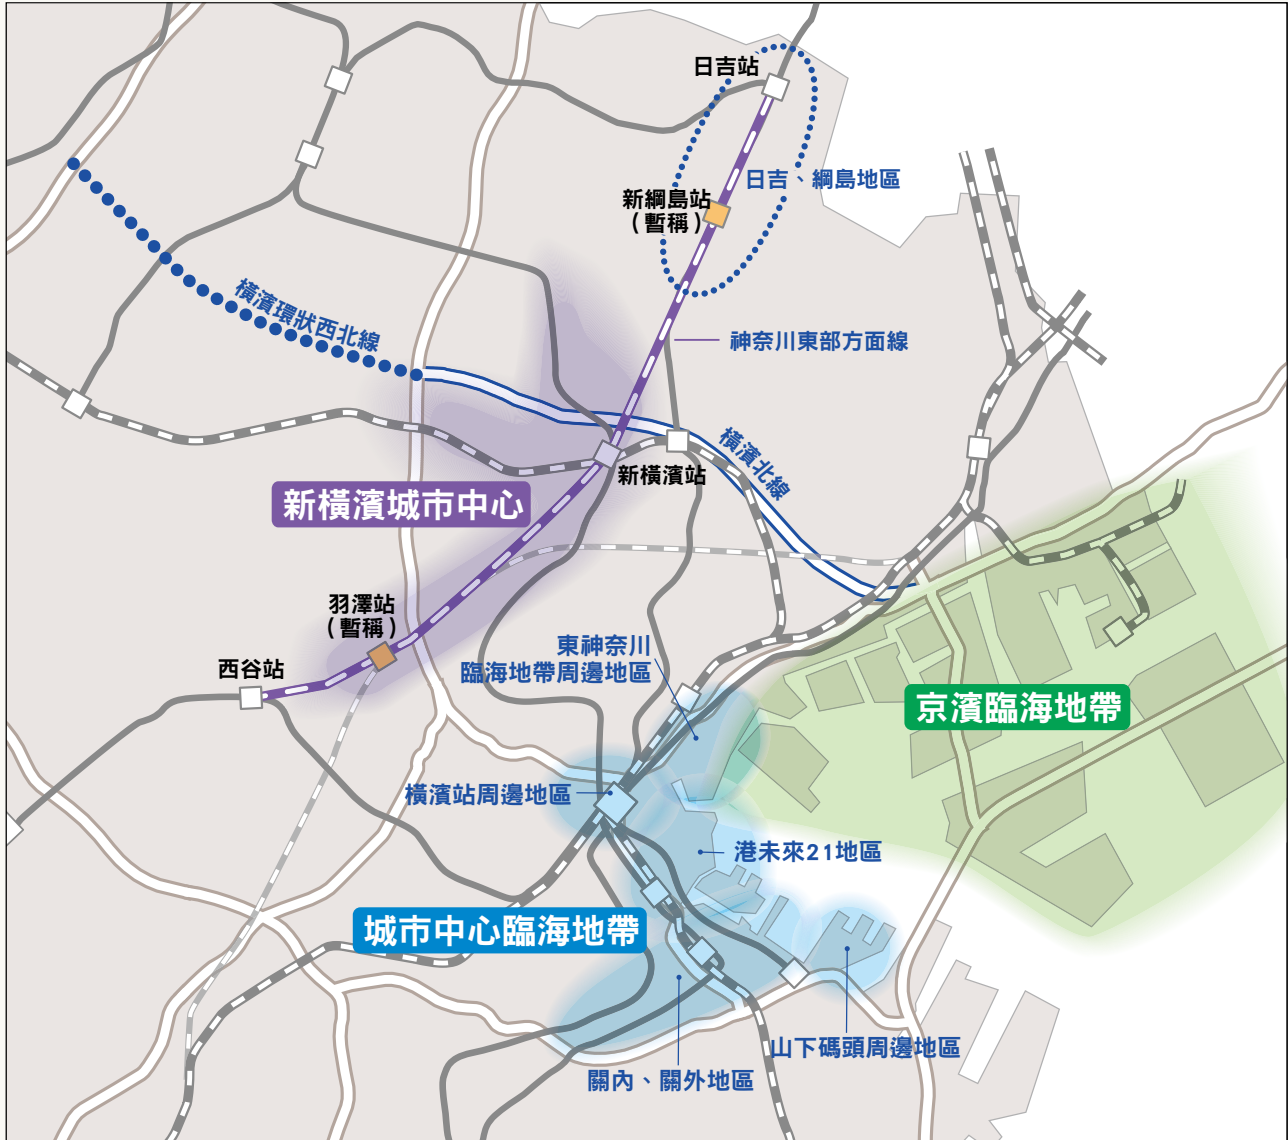 日吉站
日吉、綱島地區
新綱島站
（暫稱）
橫濱環狀西北線
神奈川東部方面線
橫濱北線
新橫濱站
新橫濱城市中心
羽澤站
（暫稱）
西谷站
東神奈川
臨海地帶周邊地區
京濱臨海地帶
橫濱站周邊地區
港未來21地區
城市中心臨海地帶
山下碼頭周邊地區
關內、關外地區